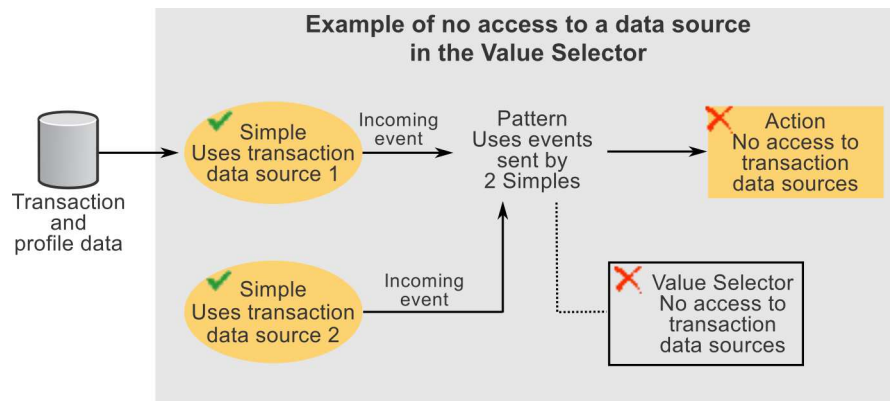 Example of no access to a data source
in the Value Selector
Transaction
and
profile data
Simple
Uses transaction
data source 1
Incoming
event
Pattern
Uses events
sent by
2 Simples
Action
No access to
transaction
data sources
Simple
Uses transaction
data source 2
Incoming
event
Value Selector
No access to
transaction
data sources